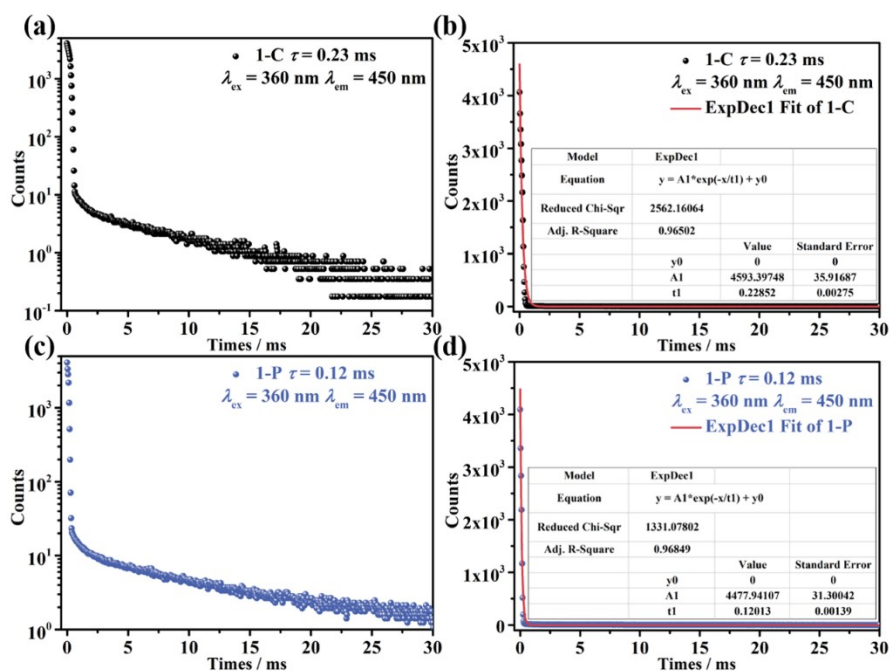 (a)
1-C τ = 0.23 ms
λex = 360 nm λem = 450 nm
Counts
10³
10²
10¹
10⁰
10⁻¹
0 5 10 15 20 25 30
Times / ms
(b)
1-C τ = 0.23 ms
λex = 360 nm λem = 450 nm
ExpDec1 Fit of 1-C
Counts
5x10³
4x10³
3x10³
2x10³
1x10³
0
Model ExpDec1
Equation y = A1*exp(-x/t1) + y0
Reduced Chi-Sqr 2562.16064
Adj. R-Square 0.96502
Value Standard Error
y0 0 0
A1 4593.39748 35.91687
t1 0.22852 0.00275
0 5 10 15 20 25 30
Times / ms
(c)
1-P τ = 0.12 ms
λex = 360 nm λem = 450 nm
Counts
10³
10²
10¹
10⁰
0 5 10 15 20 25 30
Times / ms
(d)
1-P τ = 0.12 ms
λex = 360 nm λem = 450 nm
ExpDec1 Fit of 1-P
Counts
5x10³
4x10³
3x10³
2x10³
1x10³
0
Model ExpDec1
Equation y = A1*exp(-x/t1) + y0
Reduced Chi-Sqr 1331.07802
Adj. R-Square 0.96849
Value Standard Error
y0 0 0
A1 4477.94107 31.30042
t1 0.12013 0.00139
0 5 10 15 20 25 30
Times / ms